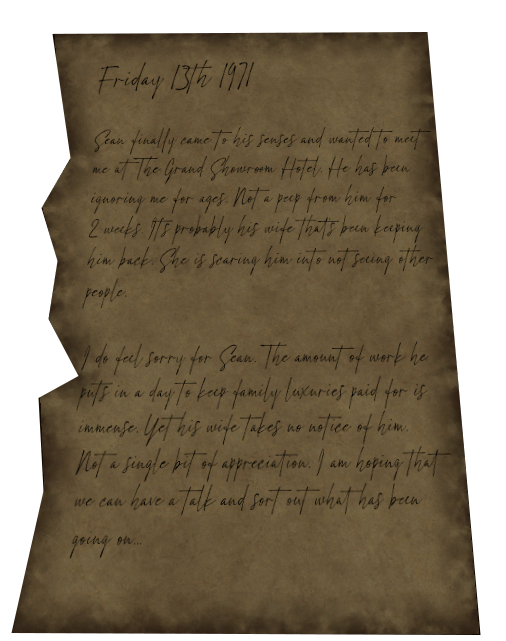 Friday 13th 1971
Sean finally came to his senses and wanted to meet
me at The Grand Showroom Hotel. He has been
ignoring me for ages. Not a peep from him for
2 weeks. It's probably his wife that's been keeping
him back. She is scaring him into not seeing other
people.
I do feel sorry for Sean. The amount of work he
puts in a day to keep family luxuries paid for is
immense. Yet his wife takes no notice of him.
Not a single bit of appreciation. I am hoping that
we can have a talk and sort out what has been
going on...